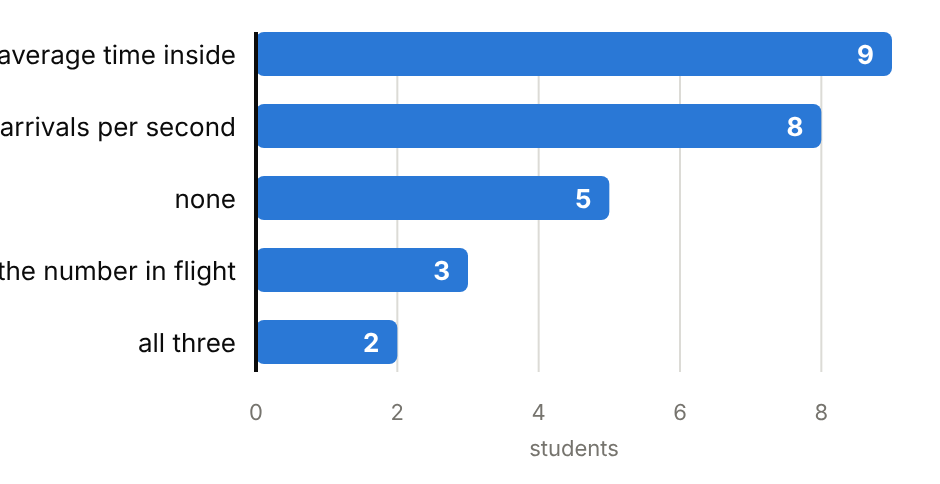 average time inside
9
arrivals per second
8
none
5
the number in flight
3
all three
2
0 2 4 6 8
students